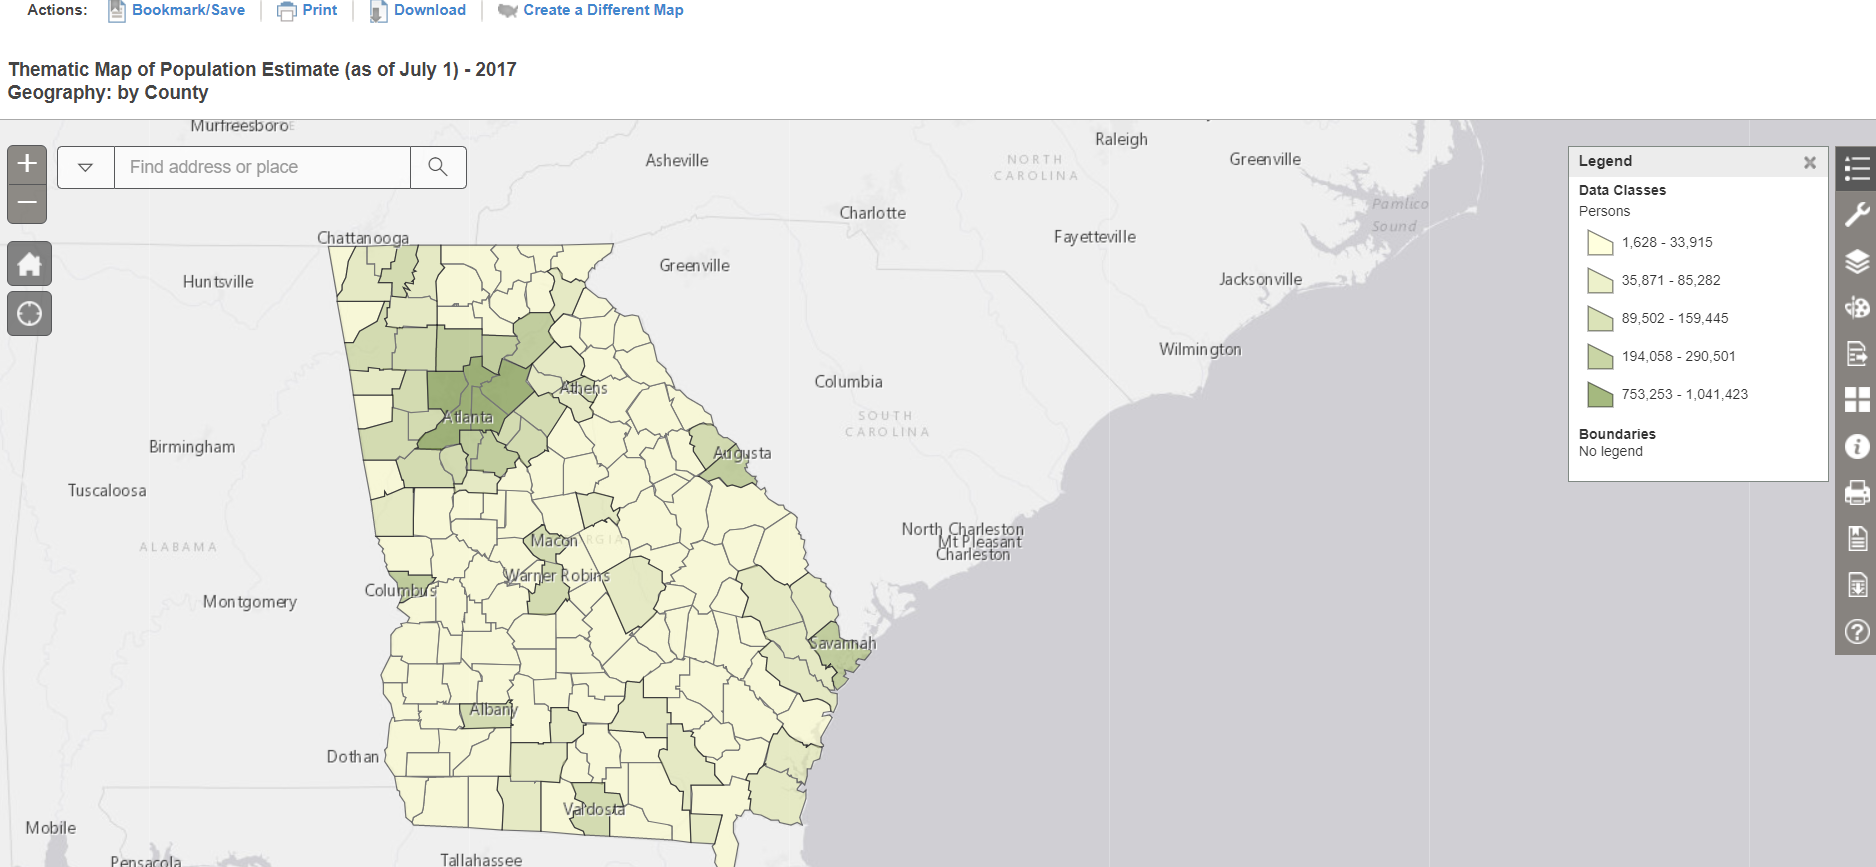 Actions: Bookmark/Save Print Download Create a Different Map
Thematic Map of Population Estimate (as of July 1) - 2017
Geography: by County
Murfreesboro
Raleigh
Find address or place
Asheville
NORTH
CAROLINA
Greenville
Legend
Data Classes
Persons
1,628 - 33,915
35,871 - 85,282
89,502 - 159,445
194,058 - 290,501
753,253 - 1,041,423
Boundaries
No legend
Pamlico
Sound
Charlotte
Chattanooga
Fayetteville
Greenville
Huntsville
Jacksonville
Wilmington
Columbia
Athens
Atlanta
SOUTH
CAROLINA
Birmingham
Augusta
Tuscaloosa
North Charleston
Mt Pleasant
Charleston
Macon
ALABAMA
Warner Robins
Columbus
Montgomery
Savannah
Albany
Dothan
Valdosta
Mobile
Tallahassee
Pensacola